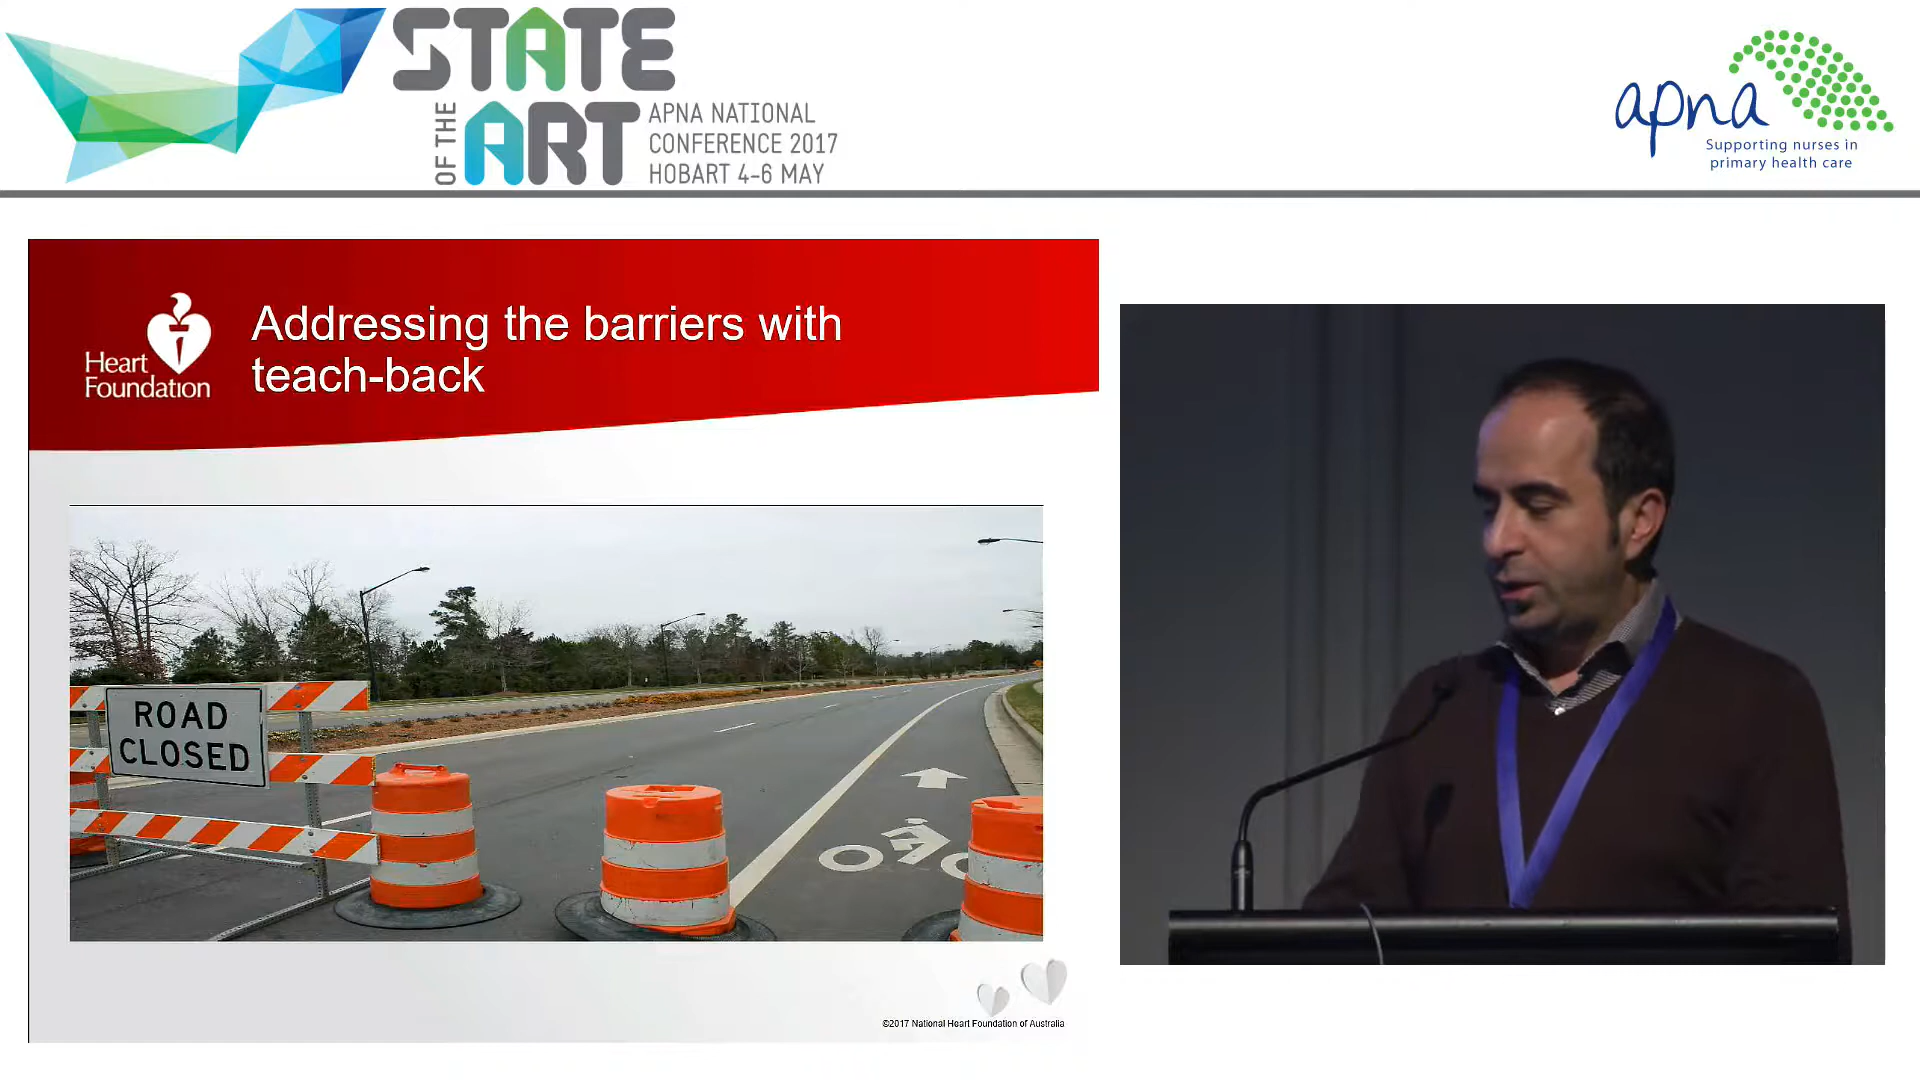 STATE
OF THE
ART
APNA NATIONAL
CONFERENCE 2017
HOBART 4-6 MAY
apna
Supporting nurses in
primary health care
Heart
Foundation
Addressing the barriers with
teach-back
ROAD
CLOSED
©2017 National Heart Foundation of Australia